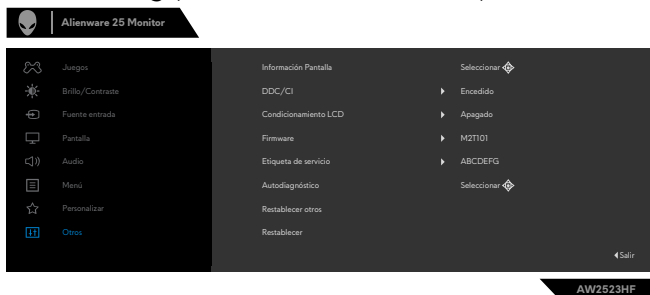 Alienware 25 Monitor
Juegos Información Pantalla Seleccionar
Brillo/Contraste DDC/CI Encedido
Fuente entrada Condicionamiento LCD Apagado
Pantalla Firmware M2T101
Audio Etiqueta de servicio ABCDEFG
Menú Autodiagnóstico Seleccionar
Personalizar Restablecer otros
Otros Restablecer
Salir
AW2523HF